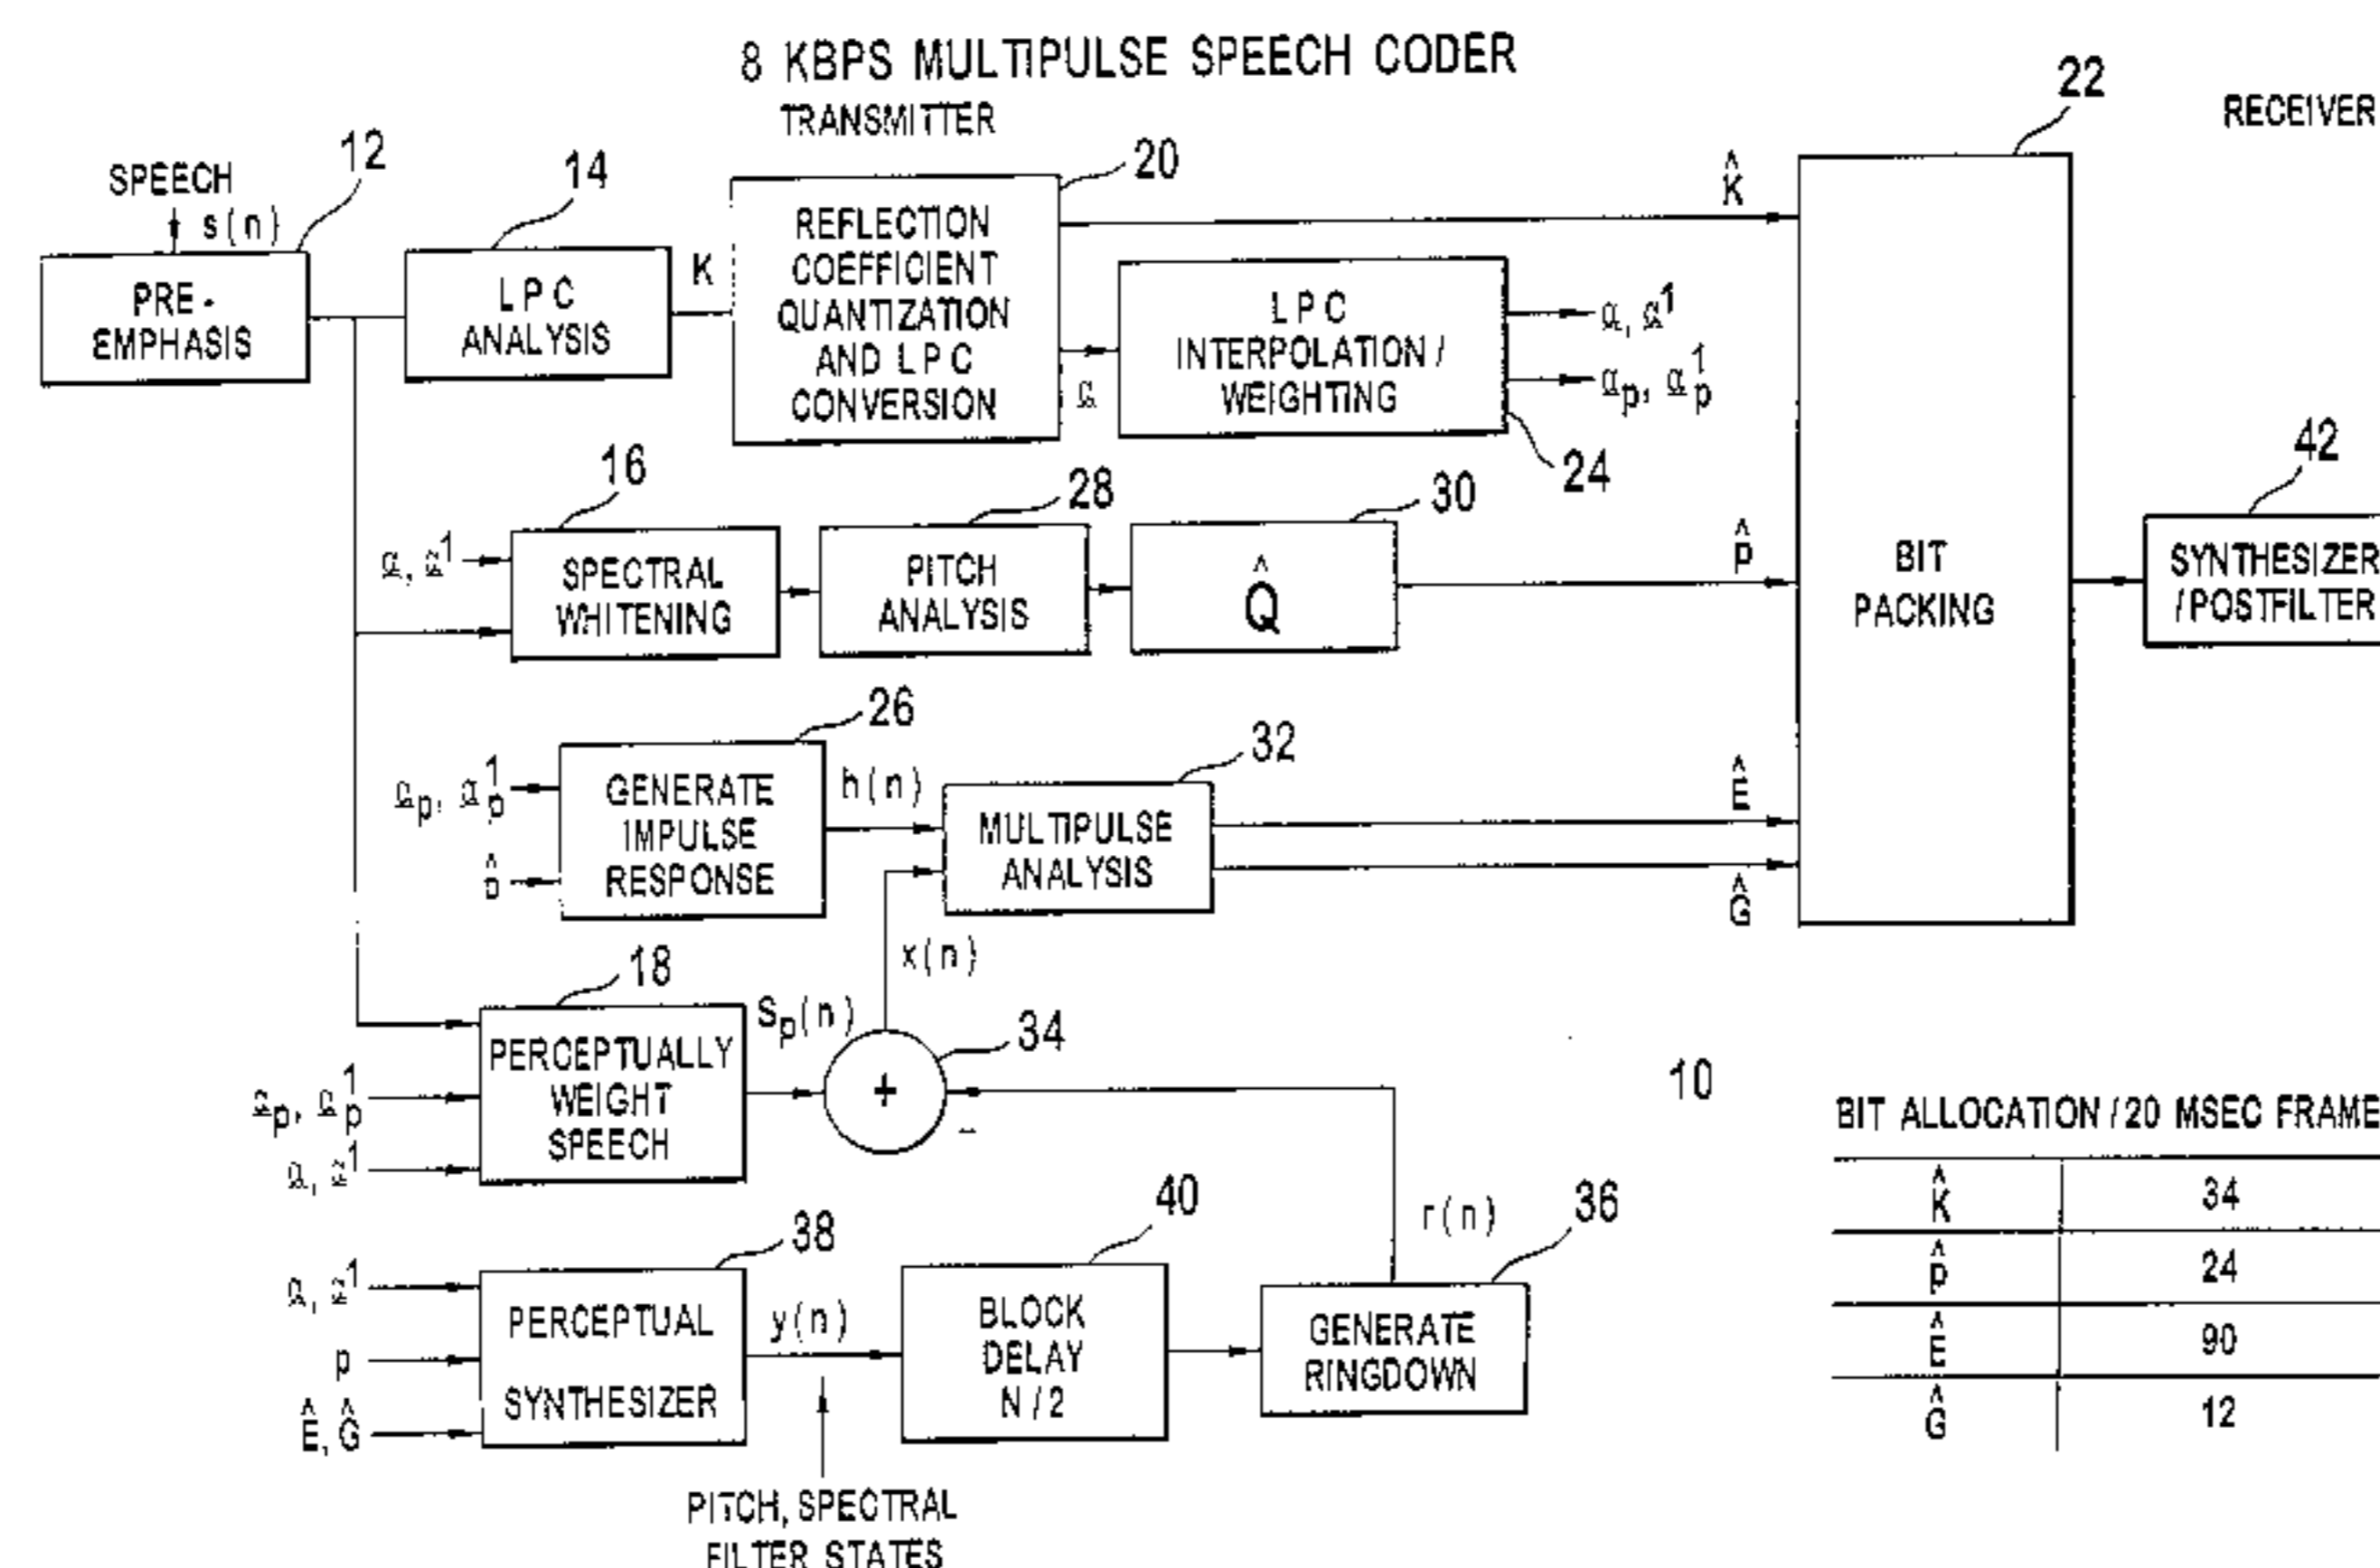 8 KBPS MULTIPULSE SPEECH CODER
TRANSMITTER
RECEIVER
22
12
14
20
SPEECH
s(n)
PRE-
EMPHASIS
LPC
ANALYSIS
K
REFLECTION
COEFFICIENT
QUANTIZATION
AND LPC
CONVERSION
K̂
α
LPC
INTERPOLATION/
WEIGHTING
α, α¹
αp, αp¹
24
16
28
30
42
α, α¹
SPECTRAL
WHITENING
PITCH
ANALYSIS
Q̂
P̂
BIT
PACKING
SYNTHESIZER
/POSTFILTER
26
32
αp, αp¹
P̂
GENERATE
IMPULSE
RESPONSE
h(n)
MULTIPULSE
ANALYSIS
Ê
Ĝ
x(n)
18
Sp(n)
34
PERCEPTUALLY
WEIGHT
SPEECH
αp, αp¹
α, α¹
+
−
10
r(n)
38
40
36
α, α¹
p
Ê, Ĝ
PERCEPTUAL
SYNTHESIZER
y(n)
BLOCK
DELAY
N/2
GENERATE
RINGDOWN
PITCH, SPECTRAL
FILTER STATES
BIT ALLOCATION/20 MSEC FRAME
K̂ 34
P̂ 24
Ê 90
Ĝ 12